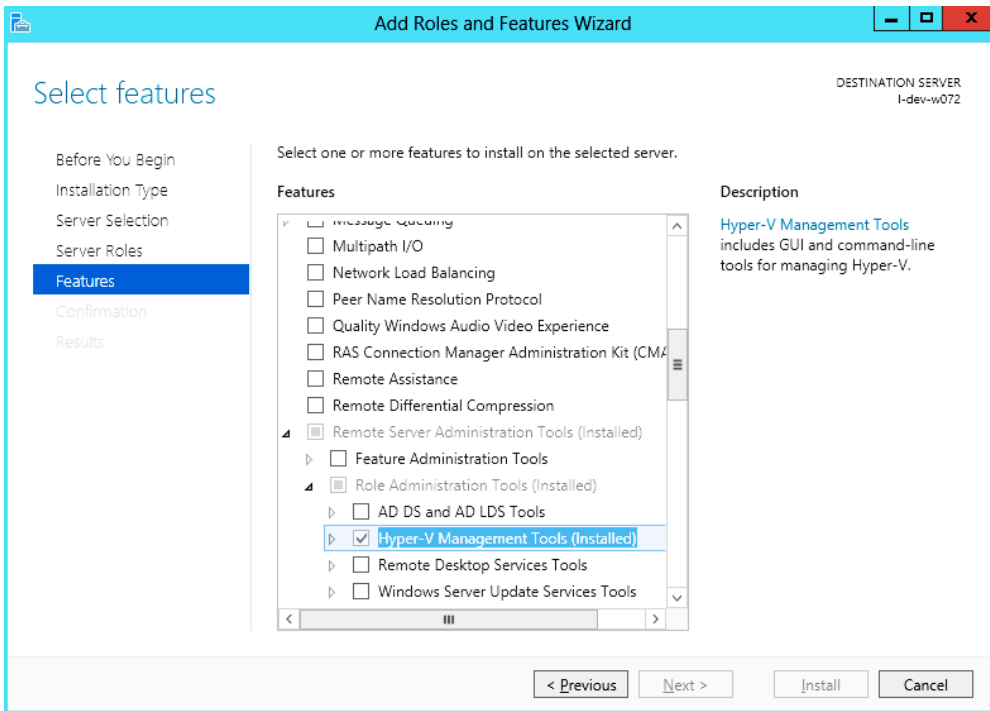 Add Roles and Features Wizard
Select features
DESTINATION SERVER
l-dev-w072
Before You Begin
Installation Type
Server Selection
Server Roles
Features
Confirmation
Results
Select one or more features to install on the selected server.
Features
Message Queuing
Multipath I/O
Network Load Balancing
Peer Name Resolution Protocol
Quality Windows Audio Video Experience
RAS Connection Manager Administration Kit (CMA
Remote Assistance
Remote Differential Compression
Remote Server Administration Tools (Installed)
Feature Administration Tools
Role Administration Tools (Installed)
AD DS and AD LDS Tools
Hyper-V Management Tools (Installed)
Remote Desktop Services Tools
Windows Server Update Services Tools
Description
Hyper-V Management Tools
includes GUI and command-line
tools for managing Hyper-V.
< Previous
Next >
Install
Cancel